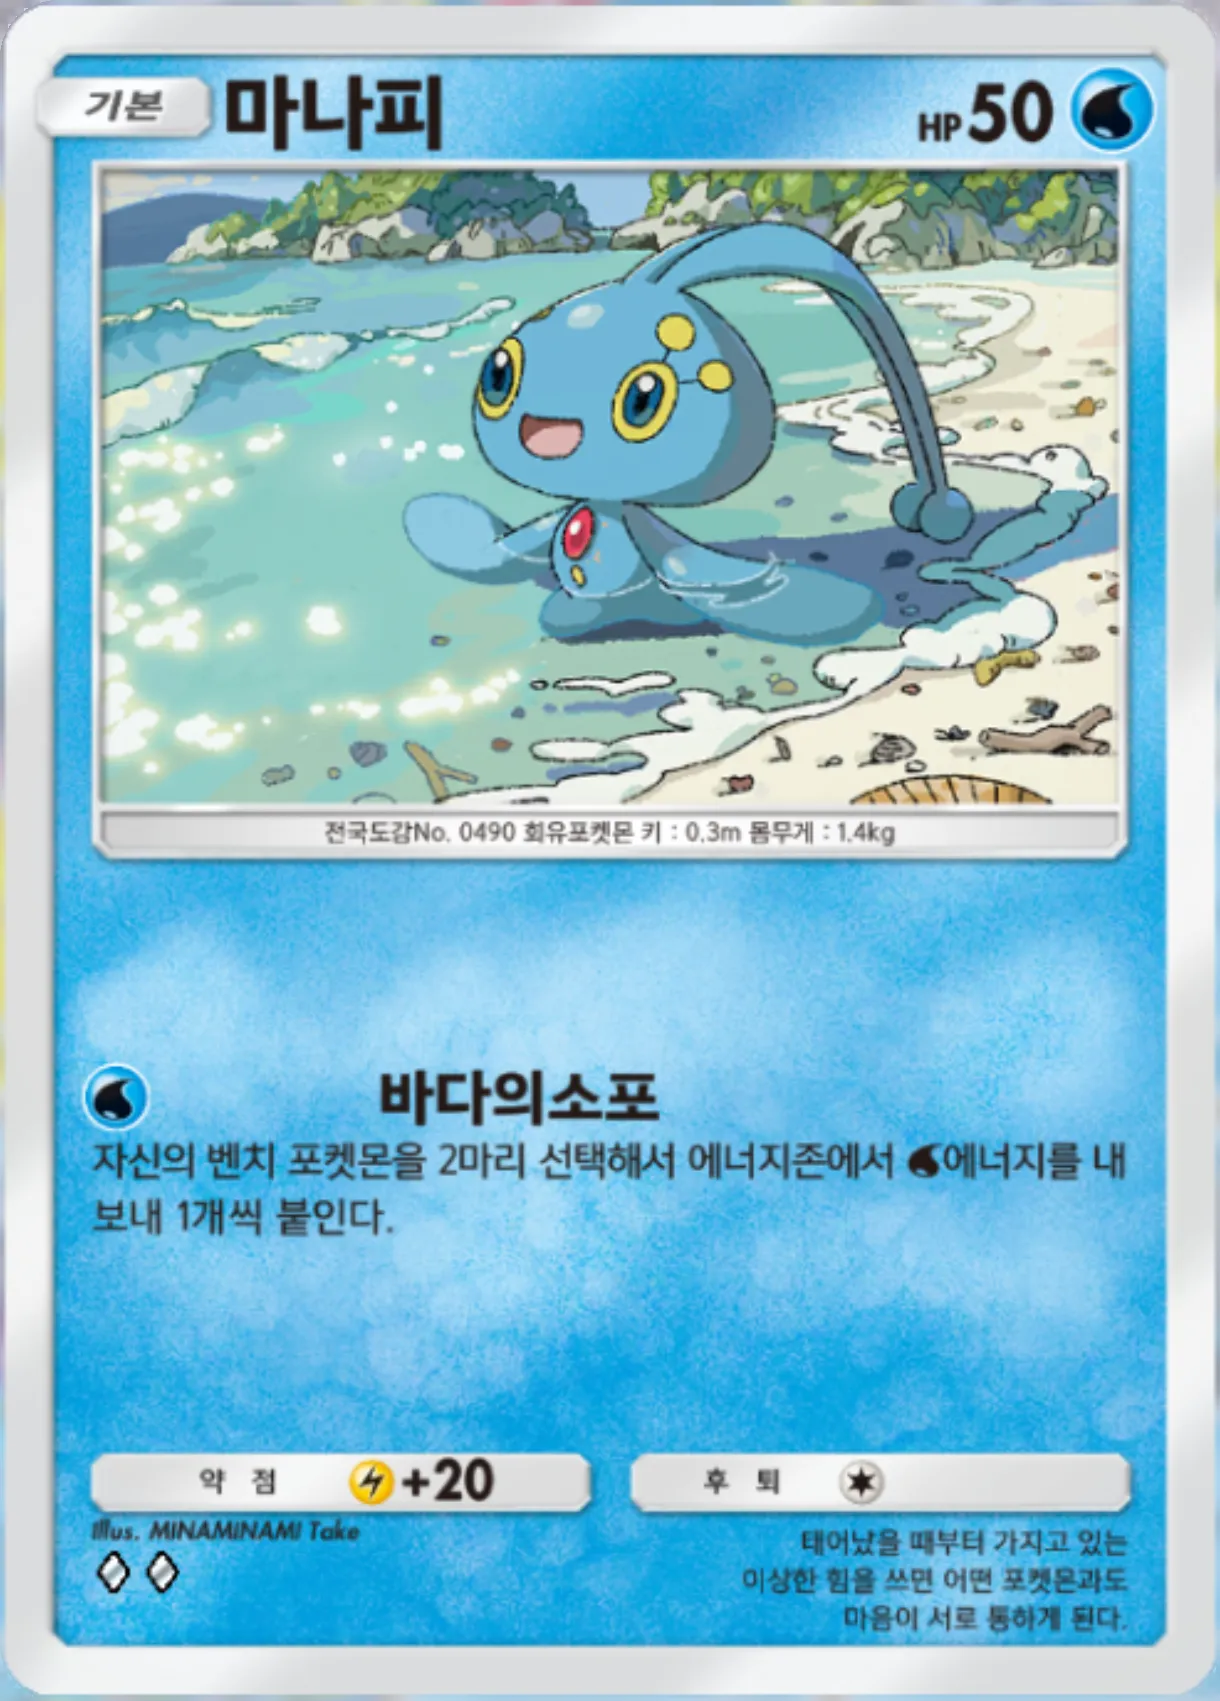 기본 마나피 HP 50
전국도감No. 0490 회유포켓몬 키 : 0.3m 몸무게 : 1.4kg
바다의소포
자신의 벤치 포켓몬을 2마리 선택해서 에너지존에서 에너지를 내
보내 1개씩 붙인다.
약 점 +20 후 퇴
Illus. MINAMINAMI Take
태어났을 때부터 가지고 있는
이상한 힘을 쓰면 어떤 포켓몬과도
마음이 서로 통하게 된다.